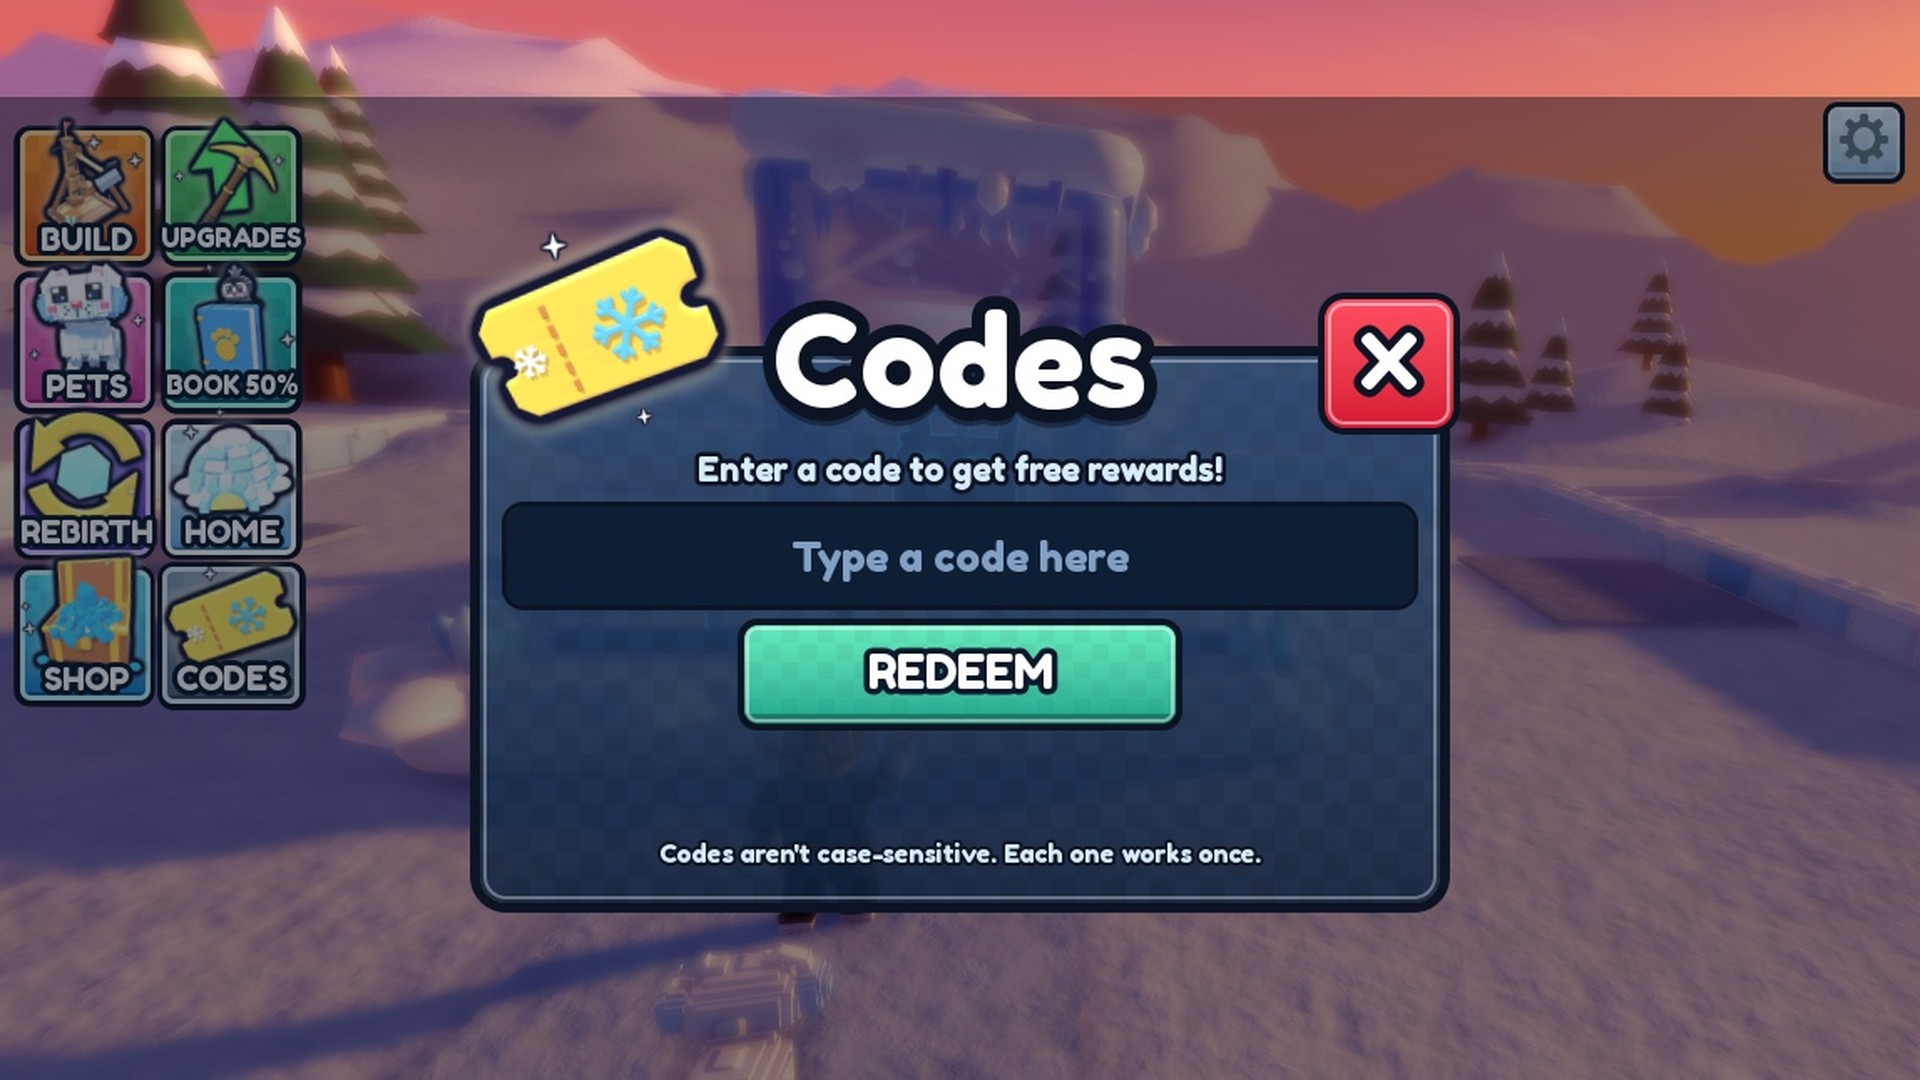 BUILD
UPGRADES
PETS
BOOK 50%
REBIRTH
HOME
SHOP
CODES
Codes
Enter a code to get free rewards!
Type a code here
REDEEM
Codes aren't case-sensitive. Each one works once.